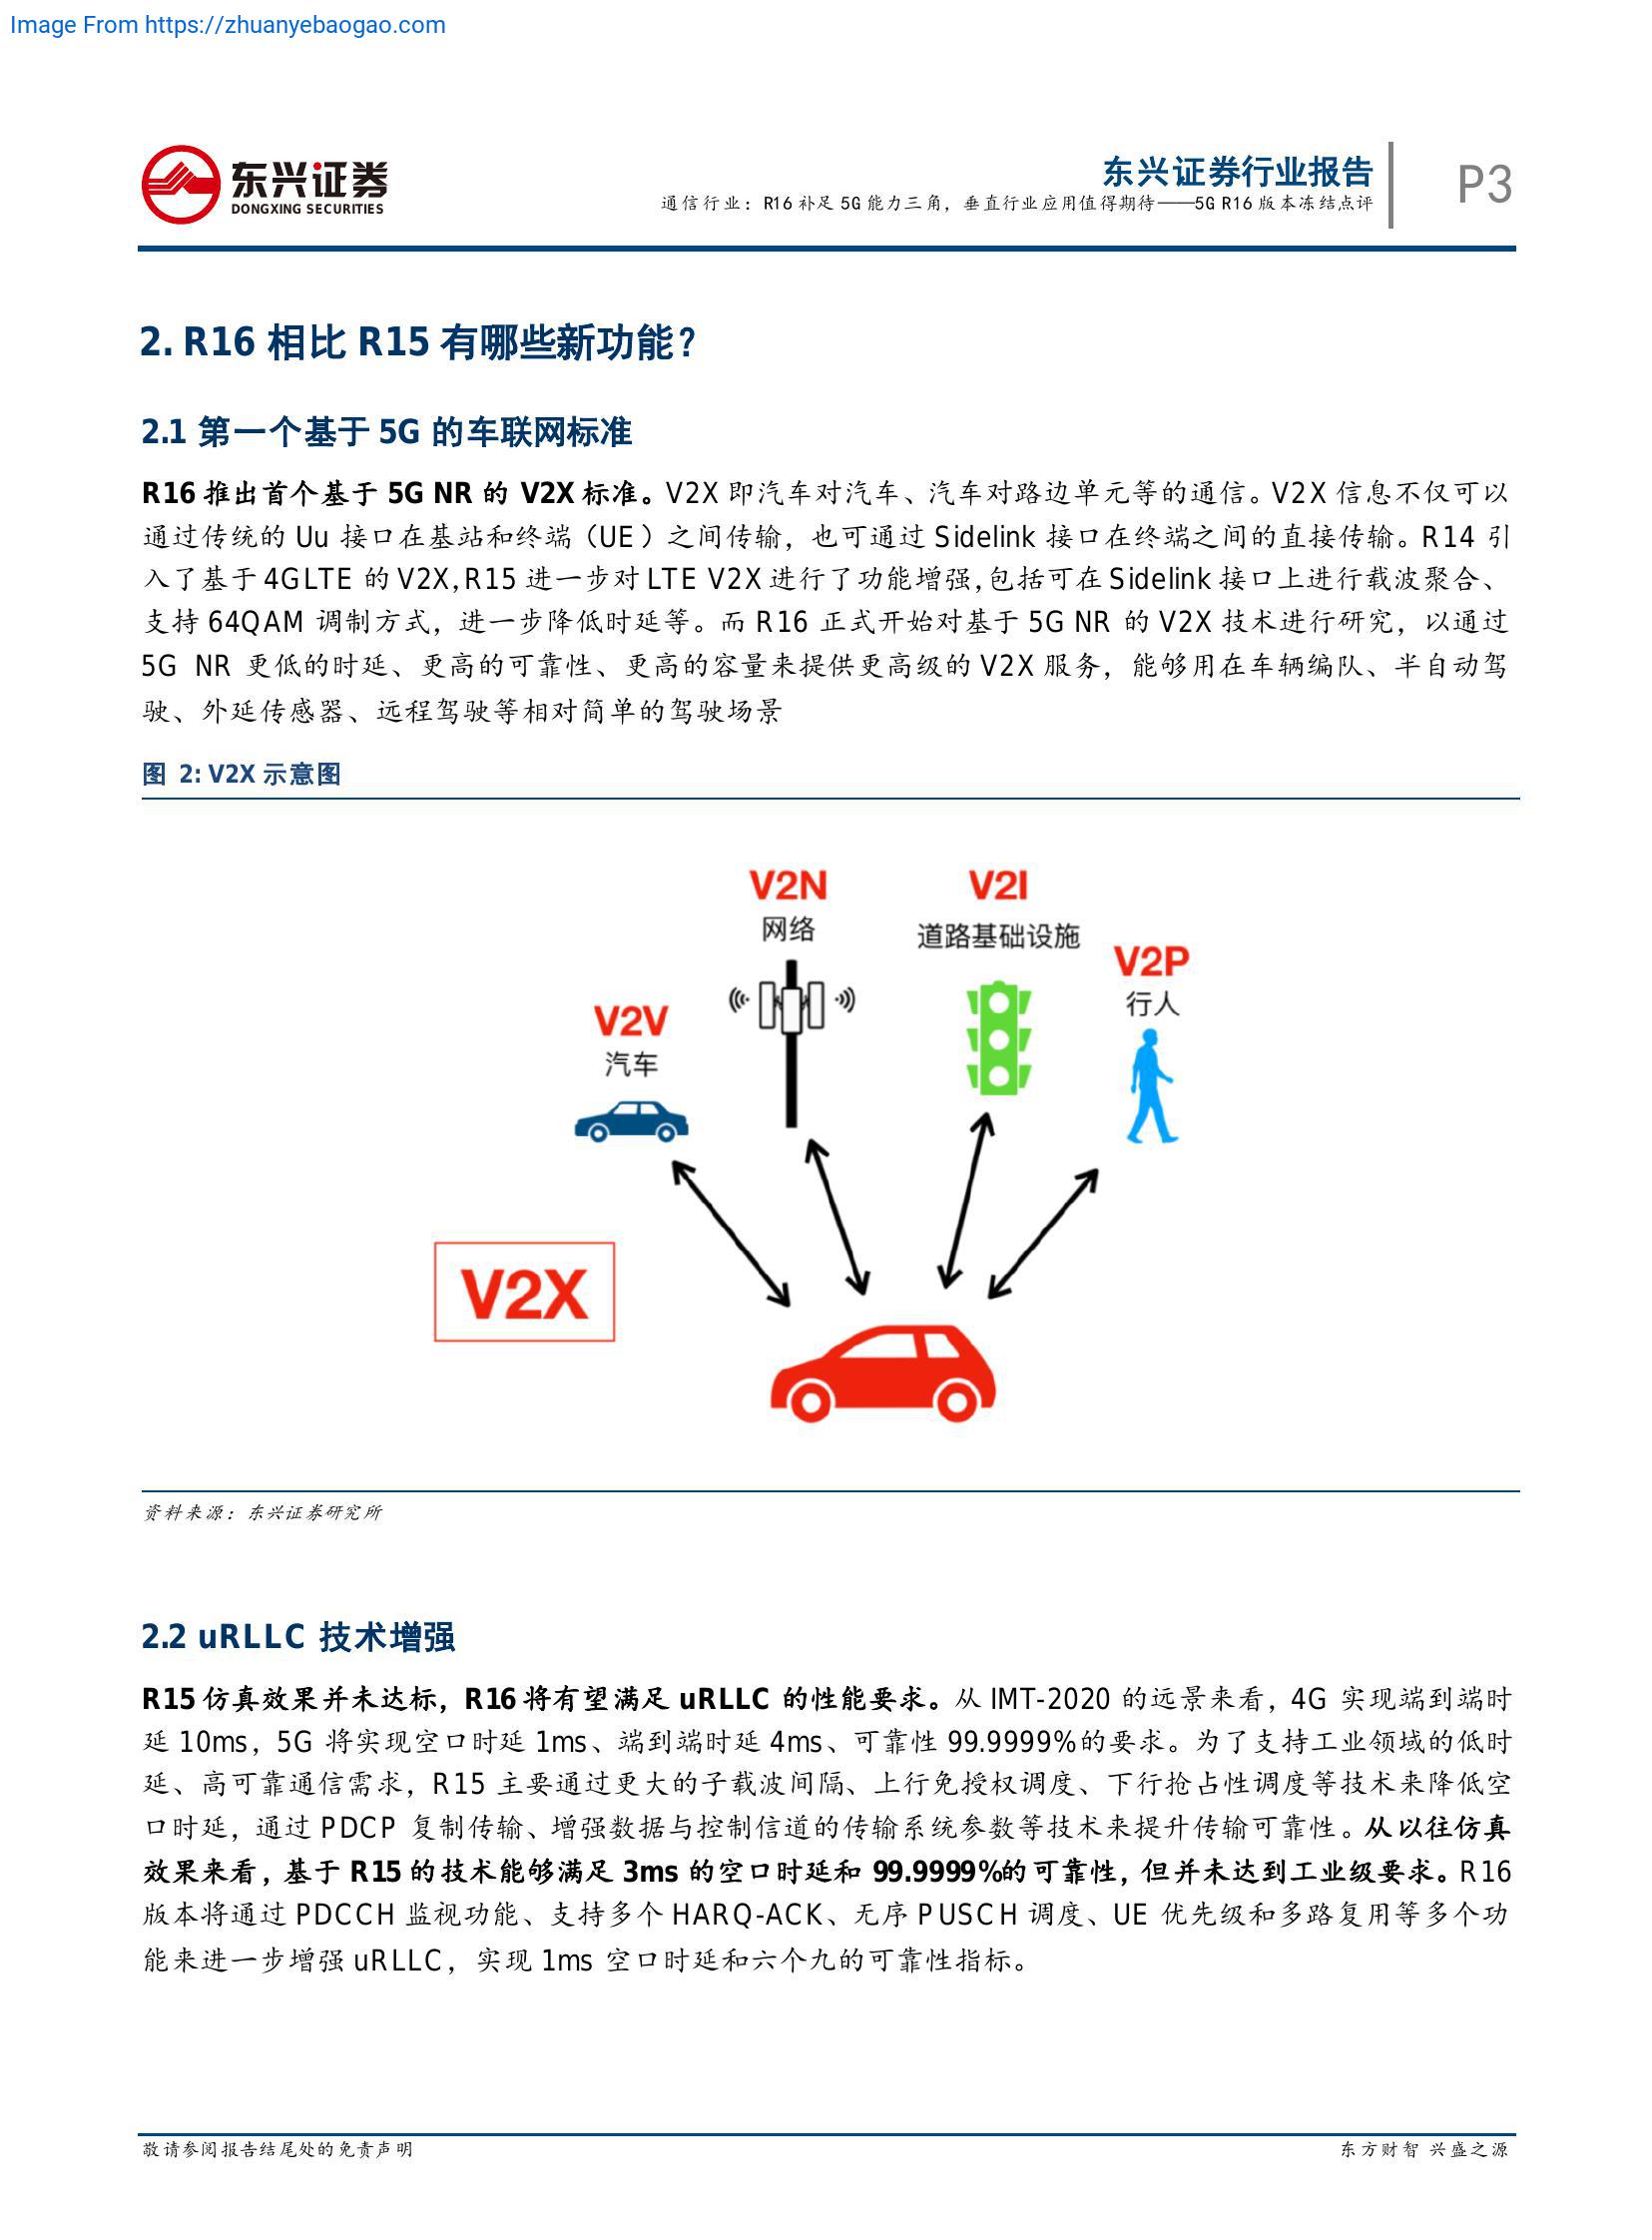 Image From https://zhuanyebaogao.com
东兴证券
DONGXING SECURITIES
东兴证券行业报告
通信行业：R16 补足 5G 能力三角，垂直行业应用值得期待——5G R16 版本冻结点评
P3
2. R16 相比 R15 有哪些新功能？
2.1 第一个基于 5G 的车联网标准
R16 推出首个基于 5G NR 的 V2X 标准。V2X 即汽车对汽车、汽车对路边单元等的通信。V2X 信息不仅可以
通过传统的 Uu 接口在基站和终端（UE）之间传输，也可通过 Sidelink 接口在终端之间的直接传输。R14 引
入了基于 4GLTE 的 V2X,R15 进一步对 LTE V2X 进行了功能增强,包括可在 Sidelink 接口上进行载波聚合、
支持 64QAM 调制方式，进一步降低时延等。而 R16 正式开始对基于 5G NR 的 V2X 技术进行研究，以通过
5G NR 更低的时延、更高的可靠性、更高的容量来提供更高级的 V2X 服务，能够用在车辆编队、半自动驾
驶、外延传感器、远程驾驶等相对简单的驾驶场景
图 2: V2X 示意图
V2N
网络
V2I
道路基础设施
V2P
行人
V2V
汽车
V2X
资料来源：东兴证券研究所
2.2 uRLLC 技术增强
R15 仿真效果并未达标，R16 将有望满足 uRLLC 的性能要求。从 IMT-2020 的远景来看，4G 实现端到端时
延 10ms，5G 将实现空口时延 1ms、端到端时延 4ms、可靠性 99.9999%的要求。为了支持工业领域的低时
延、高可靠通信需求，R15 主要通过更大的子载波间隔、上行免授权调度、下行抢占性调度等技术来降低空
口时延，通过 PDCP 复制传输、增强数据与控制信道的传输系统参数等技术来提升传输可靠性。从以往仿真
效果来看，基于 R15 的技术能够满足 3ms 的空口时延和 99.9999%的可靠性，但并未达到工业级要求。R16
版本将通过 PDCCH 监视功能、支持多个 HARQ-ACK、无序 PUSCH 调度、UE 优先级和多路复用等多个功
能来进一步增强 uRLLC，实现 1ms 空口时延和六个九的可靠性指标。
敬请参阅报告结尾处的免责声明
东方财智 兴盛之源